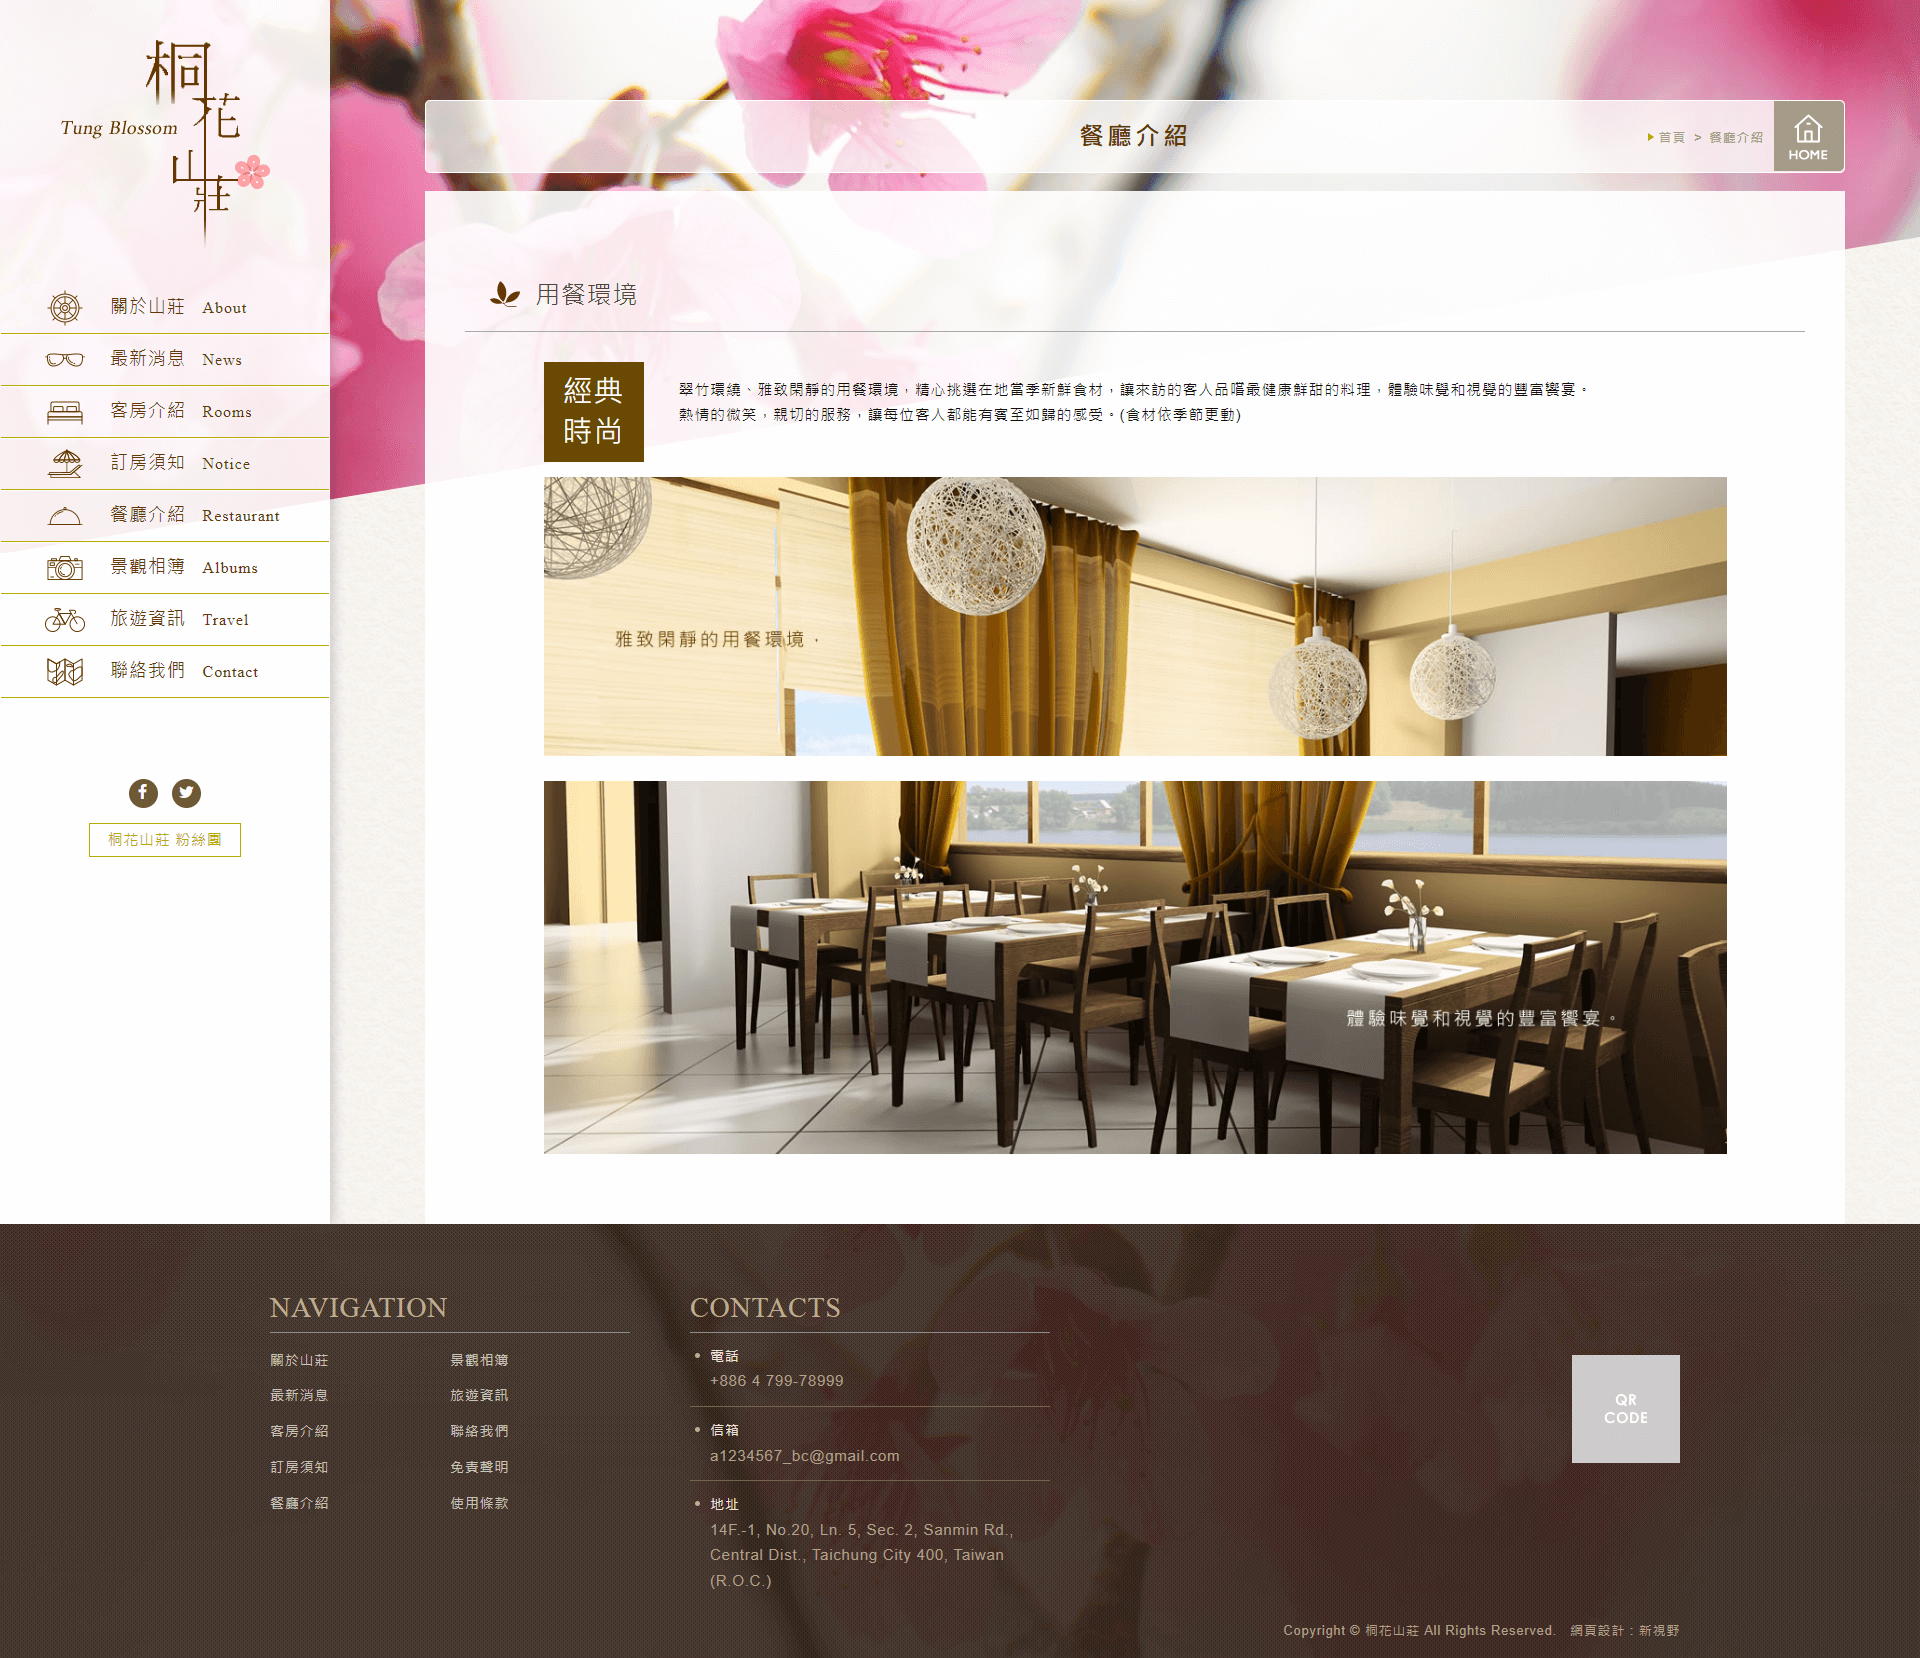 桐花山莊
Tung Blossom
關於山莊 About
最新消息 News
客房介紹 Rooms
訂房須知 Notice
餐廳介紹 Restaurant
景觀相簿 Albums
旅遊資訊 Travel
聯絡我們 Contact
桐花山莊 粉絲團
餐廳介紹
首頁 > 餐廳介紹
HOME
用餐環境
經典
時尚
翠竹環繞、雅致閑靜的用餐環境，精心挑選在地當季新鮮食材，讓來訪的客人品嚐最健康鮮甜的料理，體驗味覺和視覺的豐富饗宴。
熱情的微笑，親切的服務，讓每位客人都能有賓至如歸的感受。(食材依季節更動)
雅致閑靜的用餐環境，
體驗味覺和視覺的豐富饗宴。
NAVIGATION
關於山莊
最新消息
客房介紹
訂房須知
餐廳介紹
景觀相簿
旅遊資訊
聯絡我們
免責聲明
使用條款
CONTACTS
電話
+886 4 799-78999
信箱
a1234567_bc@gmail.com
地址
14F.-1, No.20, Ln. 5, Sec. 2, Sanmin Rd.,
Central Dist., Taichung City 400, Taiwan
(R.O.C.)
QR
CODE
Copyright © 桐花山莊 All Rights Reserved. 網頁設計：新視野